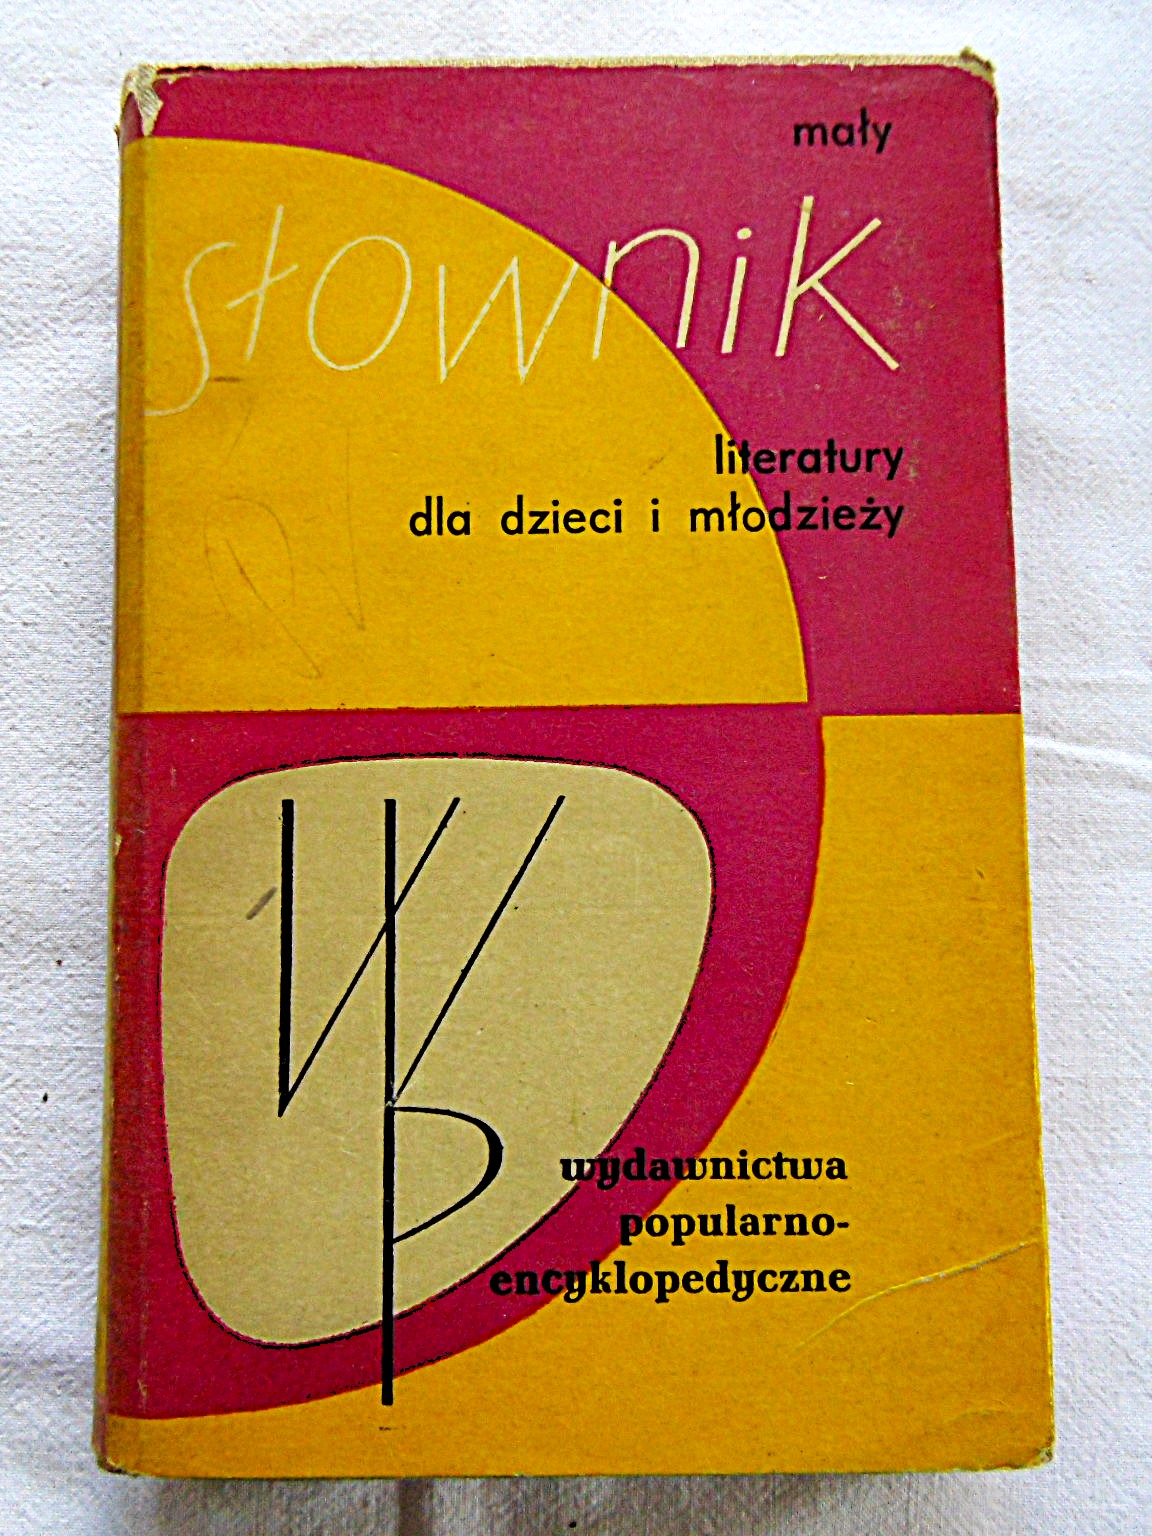 mały
słownik
literatury
dla dzieci i młodzieży
WP
wydawnictwa
popularno-
encyklopedyczne